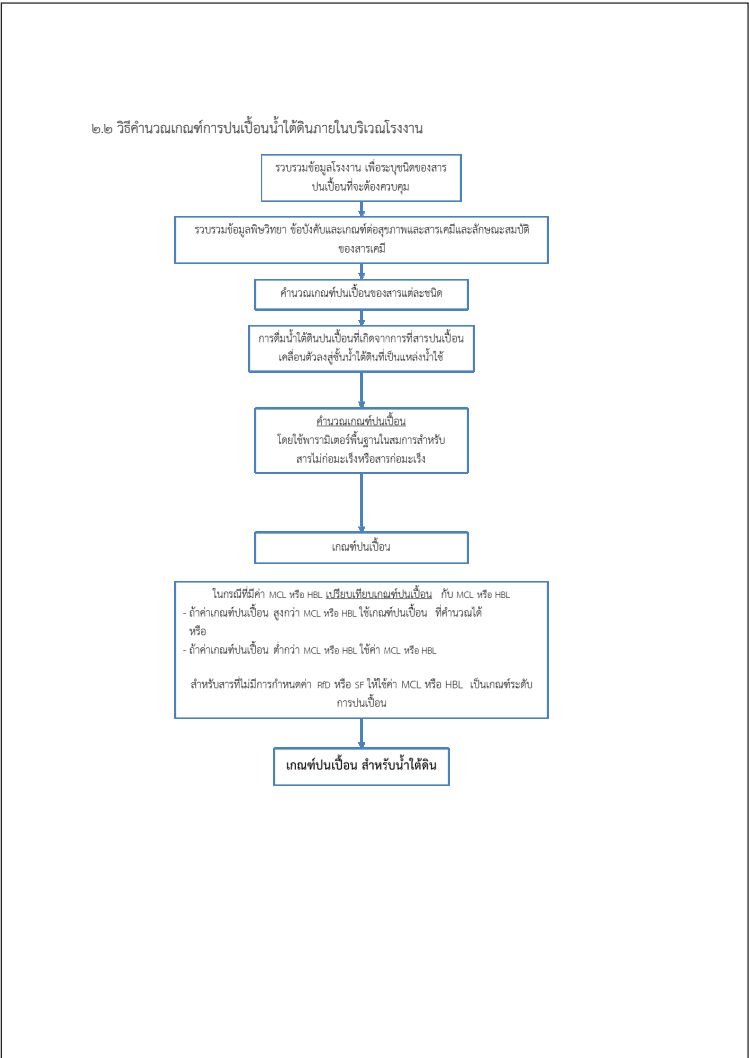 ๒.๒ วิธีคำนวณเกณฑ์การปนเปื้อนน้ำใต้ดินภายในบริเวณโรงงาน
รวบรวมข้อมูลโรงงาน เพื่อระบุชนิดของสาร
ปนเปื้อนที่จะต้องควบคุม
รวบรวมข้อมูลพิษวิทยา ข้อบังคับและเกณฑ์ต่อสุขภาพและสารเคมีและลักษณะสมบัติ
ของสารเคมี
คำนวณเกณฑ์ปนเปื้อนของสารแต่ละชนิด
การดื่มน้ำใต้ดินปนเปื้อนที่เกิดจากการที่สารปนเปื้อน
เคลื่อนตัวลงสู่ชั้นน้ำใต้ดินที่เป็นแหล่งน้ำใช้
คำนวณเกณฑ์ปนเปื้อน
โดยใช้พารามิเตอร์พื้นฐานในสมการสำหรับ
สารไม่ก่อมะเร็งหรือสารก่อมะเร็ง
เกณฑ์ปนเปื้อน
ในกรณีที่มีค่า MCL หรือ HBL เปรียบเทียบเกณฑ์ปนเปื้อน กับ MCL หรือ HBL
- ถ้าค่าเกณฑ์ปนเปื้อน สูงกว่า MCL หรือ HBL ใช้เกณฑ์ปนเปื้อน ที่คำนวณได้
หรือ
- ถ้าค่าเกณฑ์ปนเปื้อน ต่ำกว่า MCL หรือ HBL ใช้ค่า MCL หรือ HBL
สำหรับสารที่ไม่มีการกำหนดค่า RfD หรือ SF ให้ใช้ค่า MCL หรือ HBL เป็นเกณฑ์ระดับ
การปนเปื้อน
เกณฑ์ปนเปื้อน สำหรับน้ำใต้ดิน